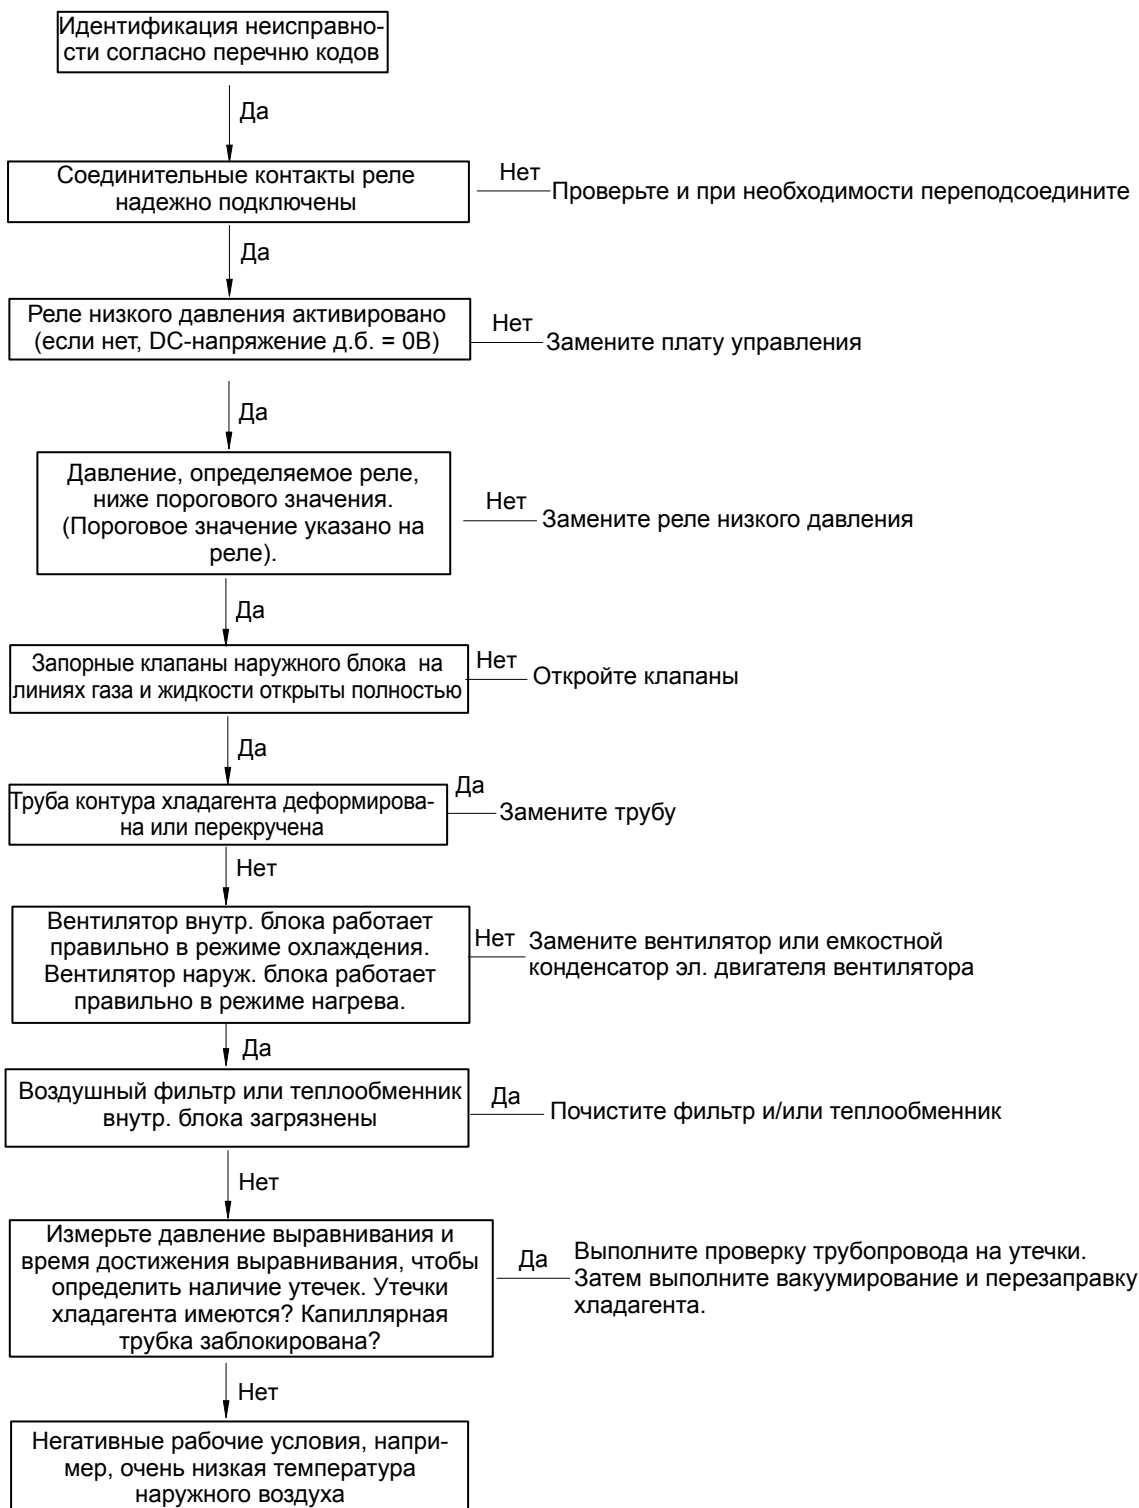 Идентификация неисправно-
сти согласно перечню кодов
Да
Соединительные контакты реле
надежно подключены
Нет
Проверьте и при необходимости переподсоедините
Да
Реле низкого давления активировано
(если нет, DC-напряжение д.б. = 0В)
Нет
Замените плату управления
Да
Давление, определяемое реле,
ниже порогового значения.
(Пороговое значение указано на
реле).
Нет
Замените реле низкого давления
Да
Запорные клапаны наружного блока на
линиях газа и жидкости открыты полностью
Нет
Откройте клапаны
Да
Труба контура хладагента деформирова-
на или перекручена
Да
Замените трубу
Нет
Вентилятор внутр. блока работает
правильно в режиме охлаждения.
Вентилятор наруж. блока работает
правильно в режиме нагрева.
Нет
Замените вентилятор или емкостной
конденсатор эл. двигателя вентилятора
Да
Воздушный фильтр или теплообменник
внутр. блока загрязнены
Да
Почистите фильтр и/или теплообменник
Нет
Измерьте давление выравнивания и
время достижения выравнивания, чтобы
определить наличие утечек. Утечки
хладагента имеются? Капиллярная
трубка заблокирована?
Да
Выполните проверку трубопровода на утечки.
Затем выполните вакуумирование и перезаправку
хладагента.
Нет
Негативные рабочие условия, напри-
мер, очень низкая температура
наружного воздуха